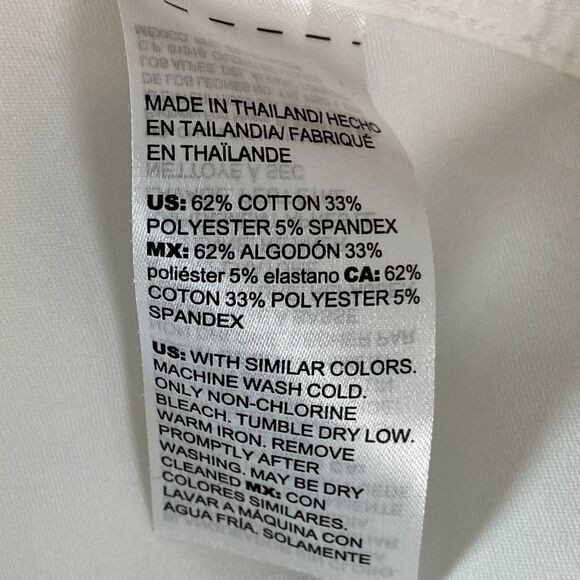 MADE IN THAILAND/ HECHO
EN TAILANDIA/ FABRIQUÉ
EN THAÏLANDE
US: 62% COTTON 33%
POLYESTER 5% SPANDEX
MX: 62% ALGODÓN 33%
poliéster 5% elastano CA: 62%
COTON 33% POLYESTER 5%
SPANDEX
US: WITH SIMILAR COLORS.
MACHINE WASH COLD.
ONLY NON-CHLORINE
BLEACH. TUMBLE DRY LOW.
WARM IRON. REMOVE
PROMPTLY AFTER
WASHING. MAY BE DRY
CLEANED MX: CON
COLORES SIMILARES.
LAVAR A MÁQUINA CON
AGUA FRÍA. SOLAMENTE